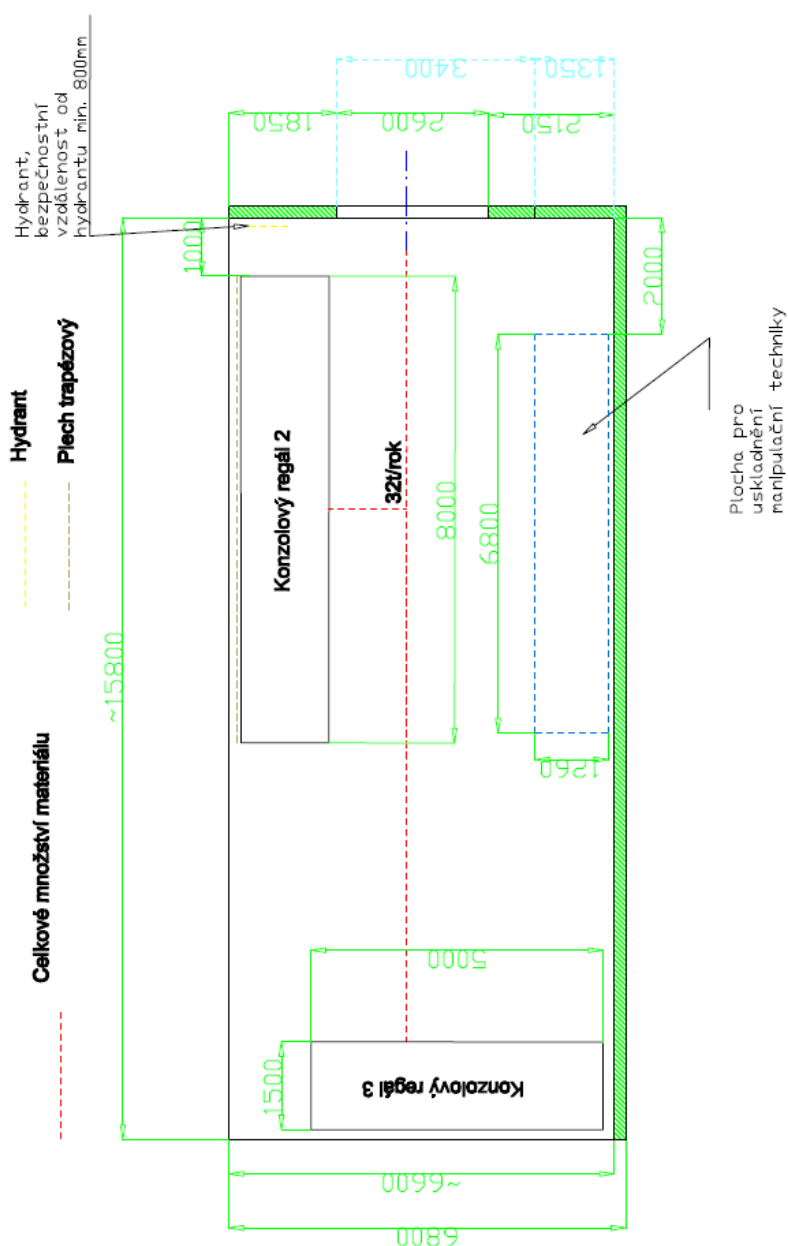 Hydrant,
bezpečnostní
vzdálenost od
hydrantu min. 800mm
Hydrant
Plech trapézový
Celkové množství materiálu
3400
1350
1850
2600
2150
1000
2000
~15800
Konzolový regál 2
32t/rok
8000
6800
1260
Plocha pro
uskladnění
manipulační techniky
5000
1500
Konzolový regál 3
~6600
6800